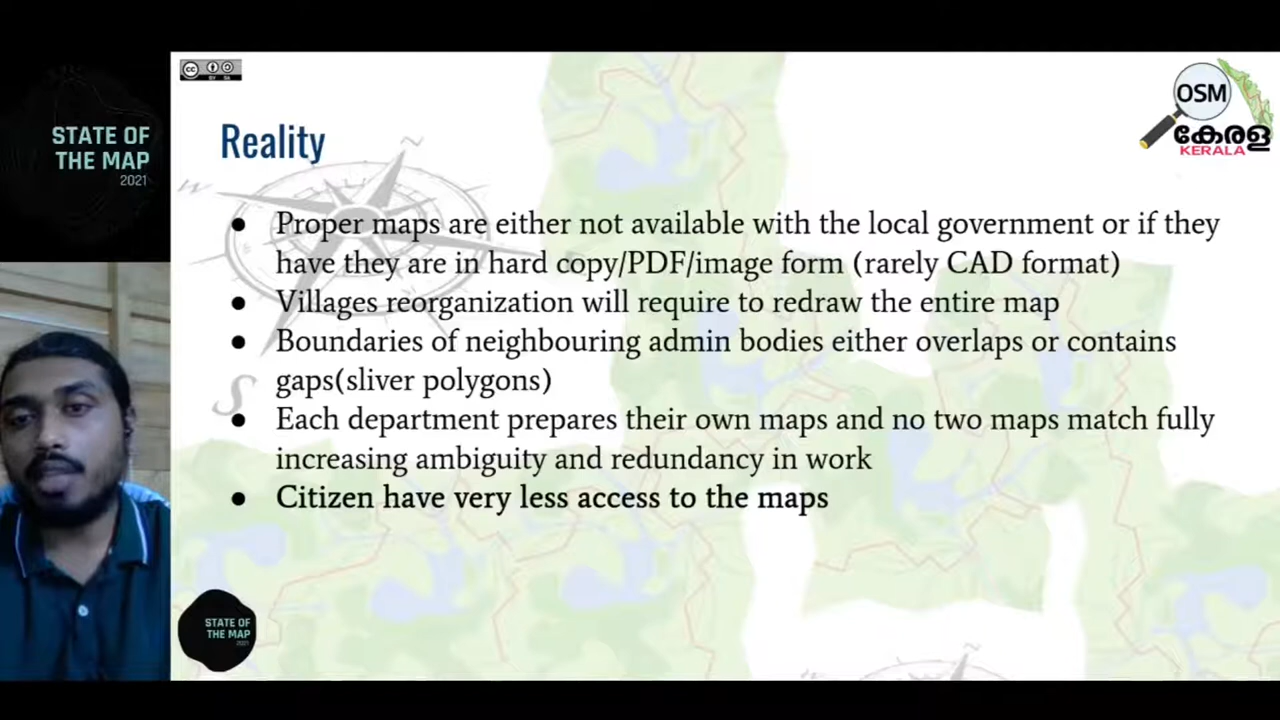 STATE OF
THE MAP
2021
CC BY SA
OSM
കേരള
KERALA
Reality
W
S
● Proper maps are either not available with the local government or if they
have they are in hard copy/PDF/image form (rarely CAD format)
● Villages reorganization will require to redraw the entire map
● Boundaries of neighbouring admin bodies either overlaps or contains
gaps(sliver polygons)
● Each department prepares their own maps and no two maps match fully
increasing ambiguity and redundancy in work
● Citizen have very less access to the maps
STATE OF
THE MAP
2021